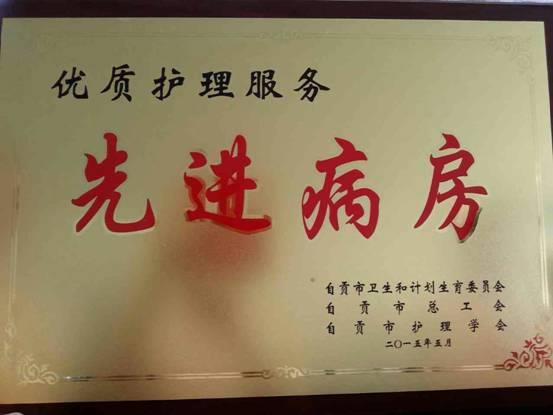 优质护理服务
先进病房
自贡市卫生和计划生育委员会
自贡市总工会
自贡市护理学会
二〇一五年五月